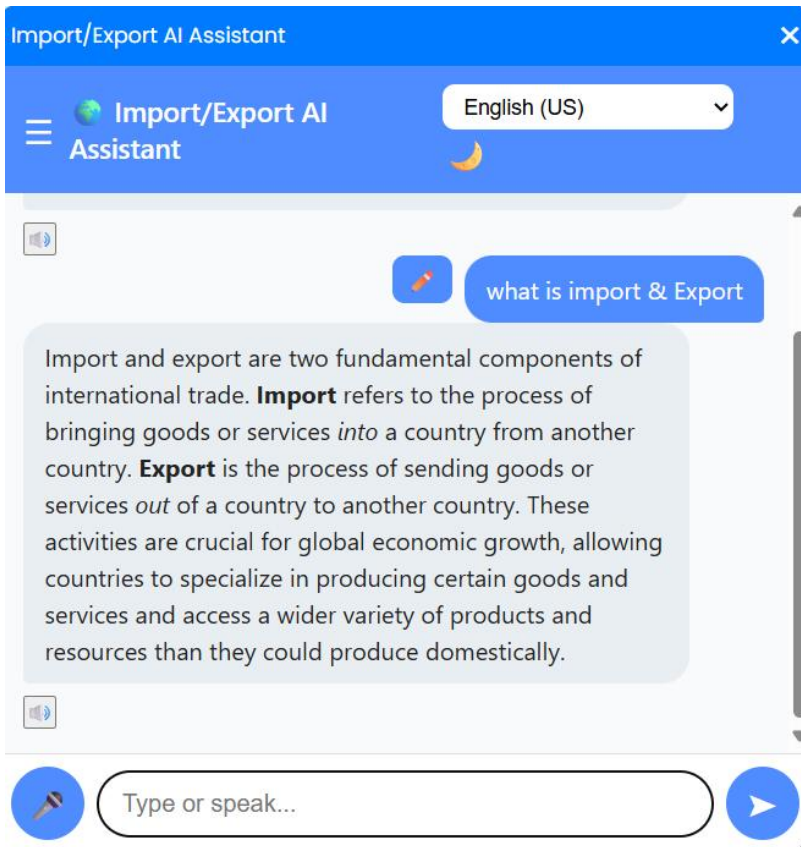 Import/Export AI Assistant
Import/Export AI
Assistant
English (US)
what is import & Export
Import and export are two fundamental components of
international trade. Import refers to the process of
bringing goods or services into a country from another
country. Export is the process of sending goods or
services out of a country to another country. These
activities are crucial for global economic growth, allowing
countries to specialize in producing certain goods and
services and access a wider variety of products and
resources than they could produce domestically.
Type or speak...